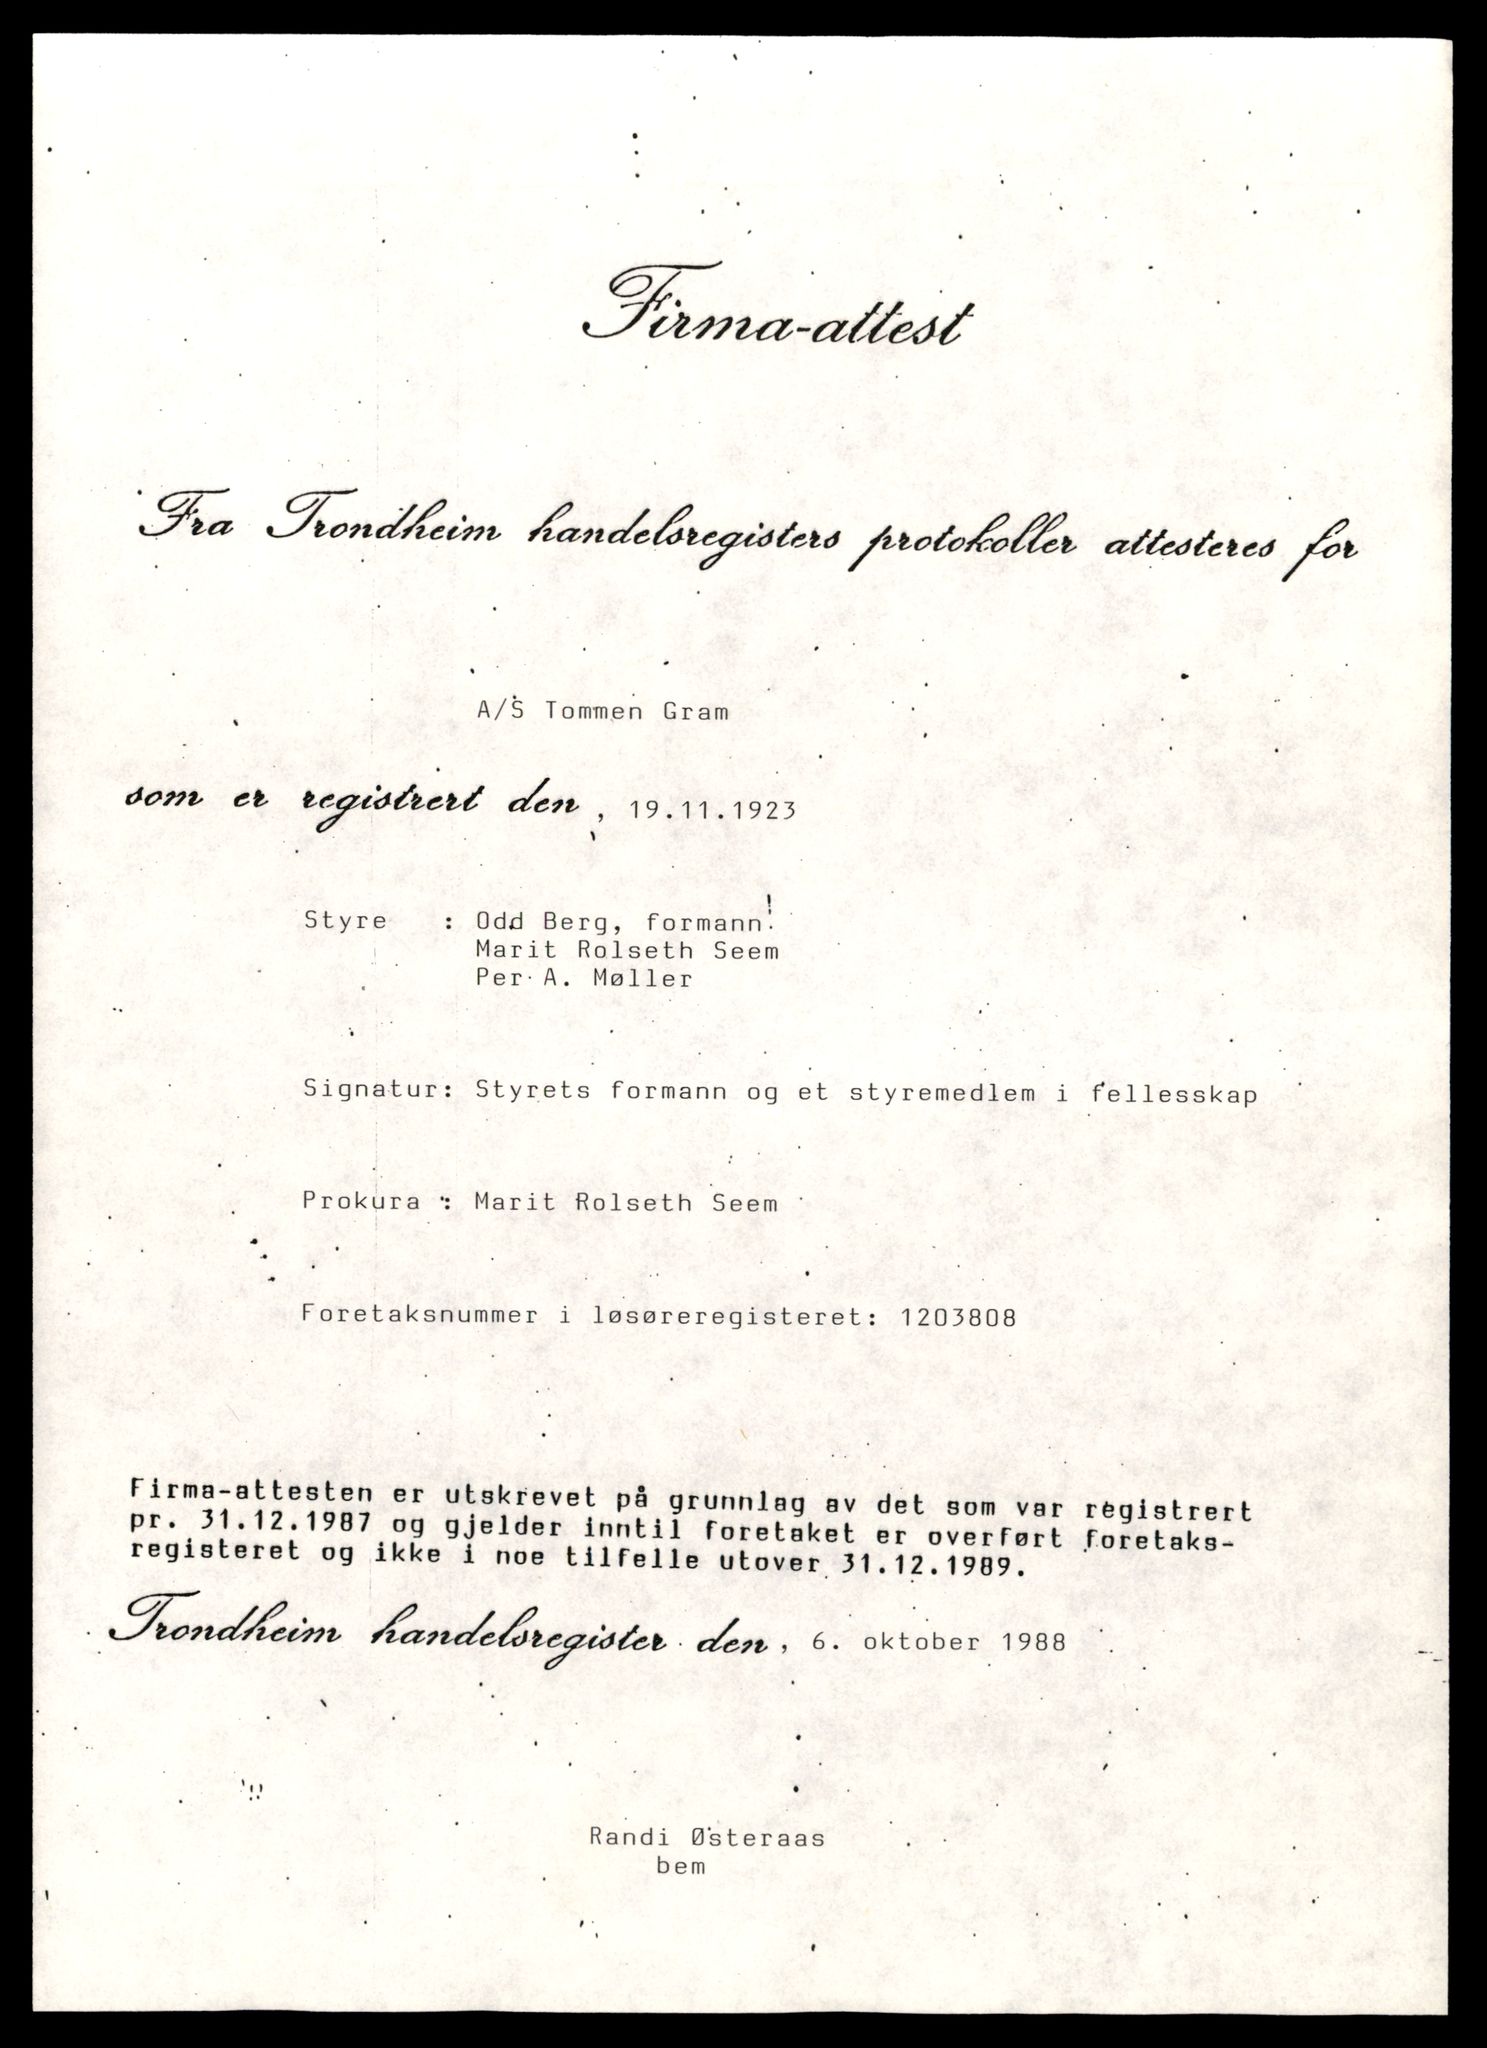 Firma-attest
Fra Trondheim handelsregisters protokoller attesteres for
A/S Tommen Gram
som er registrert den, 19.11.1923
Styre : Odd Berg, formann
Marit Rolseth Seem
Per A. Møller
Signatur: Styrets formann og et styremedlem i fellesskap
Prokura : Marit Rolseth Seem
Foretaksnummer i løsøreregisteret: 1203808
Firma-attesten er utskrevet på grunnlag av det som var registrert
pr. 31.12.1987 og gjelder inntil foretaket er overført foretaks-
registeret og ikke i noe tilfelle utover 31.12.1989.
Trondheim handelsregister den, 6. oktober 1988
Randi Østeraas
bem